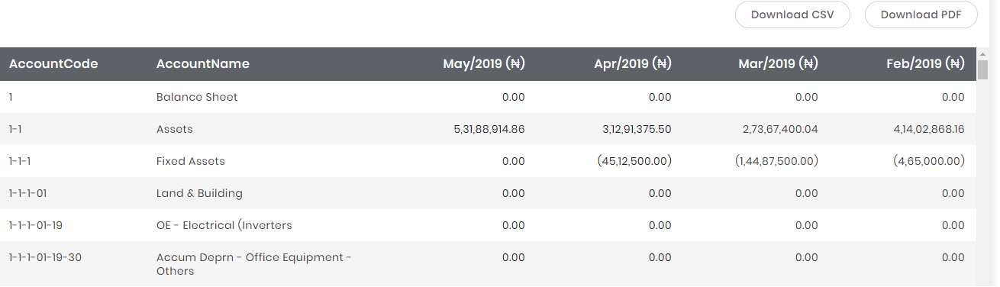 Download CSV Download PDF
AccountCode AccountName May/2019 (₦) Apr/2019 (₦) Mar/2019 (₦) Feb/2019 (₦)
1 Balance Sheet 0.00 0.00 0.00 0.00
1-1 Assets 5,31,88,914.86 3,12,91,375.50 2,73,67,400.04 4,14,02,868.16
1-1-1 Fixed Assets 0.00 (45,12,500.00) (1,44,87,500.00) (4,65,000.00)
1-1-1-01 Land & Building 0.00 0.00 0.00 0.00
1-1-1-01-19 OE - Electrical (Inverters 0.00 0.00 0.00 0.00
1-1-1-01-19-30 Accum Deprn - Office Equipment - 0.00 0.00 0.00 0.00
Others